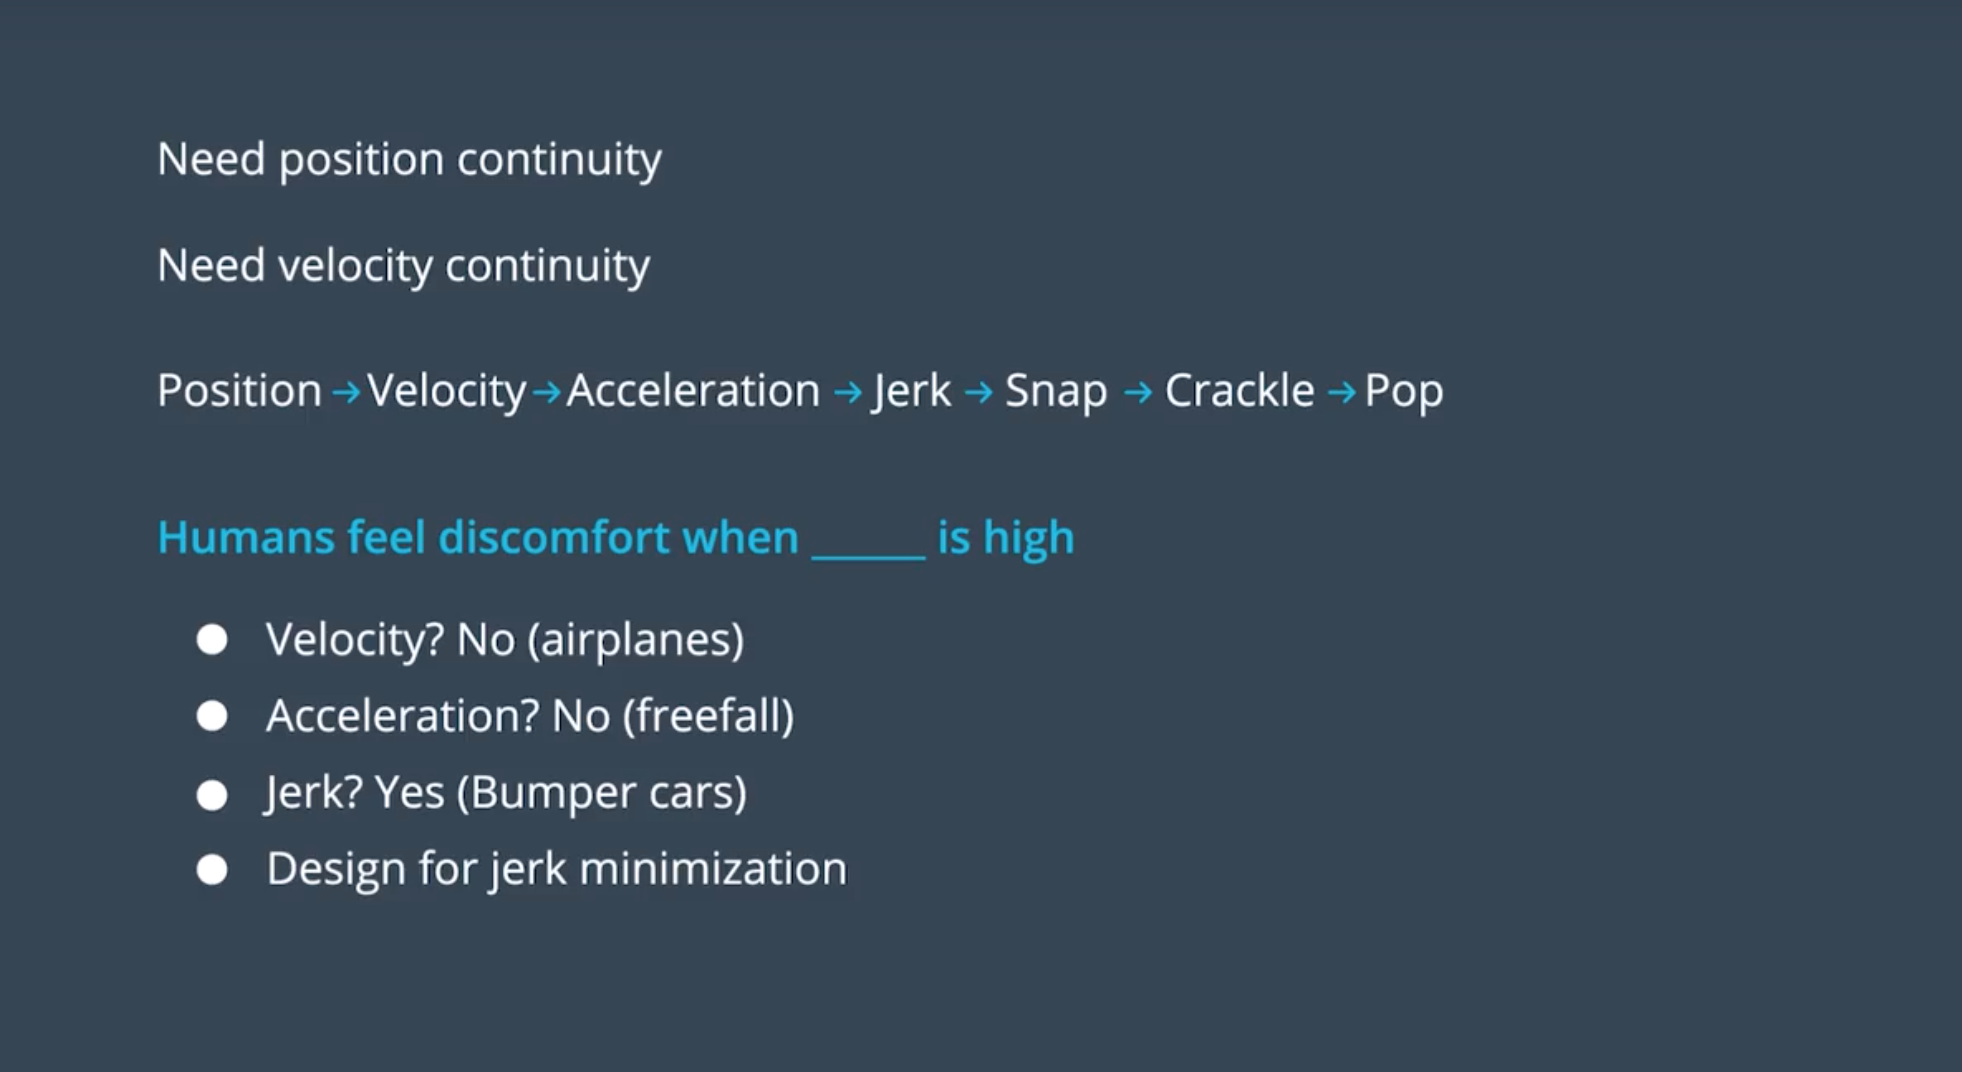 Need position continuity
Need velocity continuity
Position → Velocity → Acceleration → Jerk → Snap → Crackle → Pop
Humans feel discomfort when _____ is high
● Velocity? No (airplanes)
● Acceleration? No (freefall)
● Jerk? Yes (Bumper cars)
● Design for jerk minimization